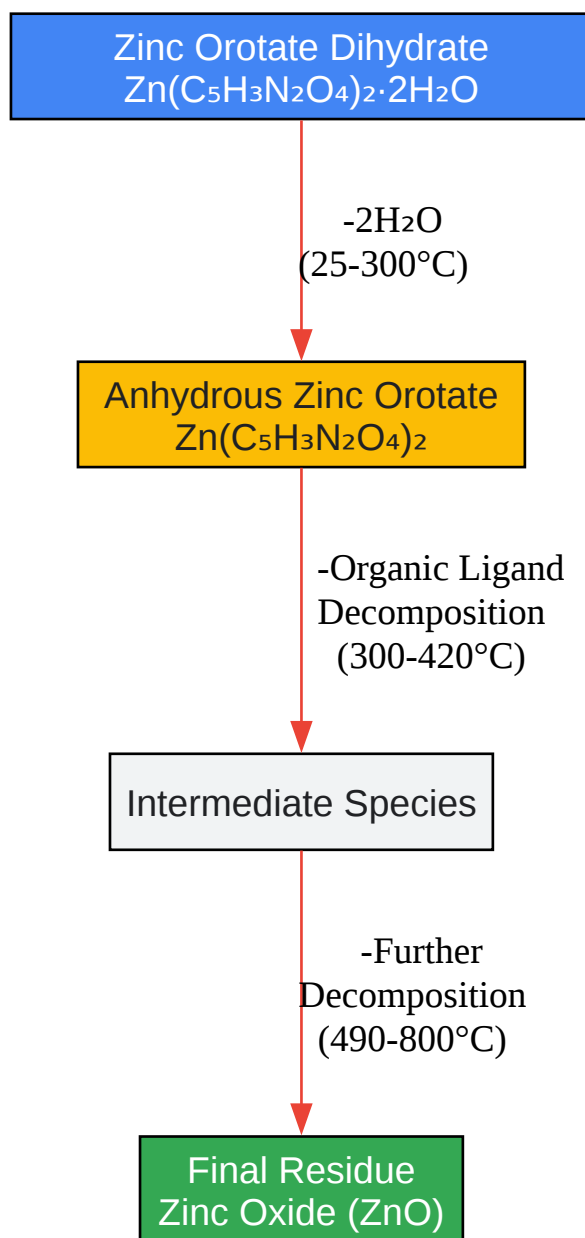 Zinc Orotate Dihydrate
Zn(C₅H₃N₂O₄)₂·2H₂O
-2H₂O
(25-300°C)
Anhydrous Zinc Orotate
Zn(C₅H₃N₂O₄)₂
-Organic Ligand
Decomposition
(300-420°C)
Intermediate Species
-Further
Decomposition
(490-800°C)
Final Residue
Zinc Oxide (ZnO)